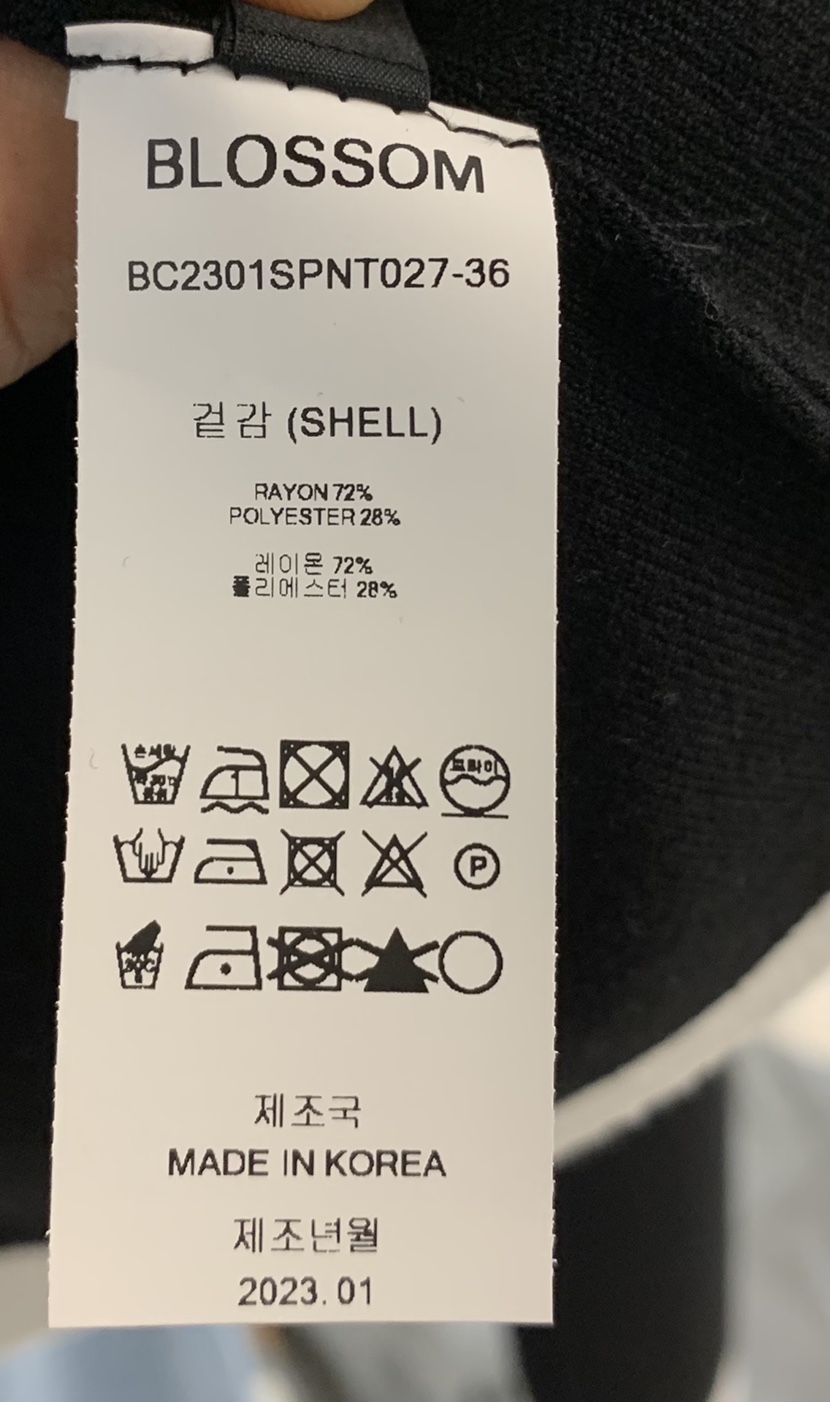 BLOSSOM
BC2301SPNT027-36
겉감 (SHELL)
RAYON 72%
POLYESTER 28%
레이온 72%
폴리에스터 28%
손세탁
드라이
P
제조국
MADE IN KOREA
제조년월
2023. 01